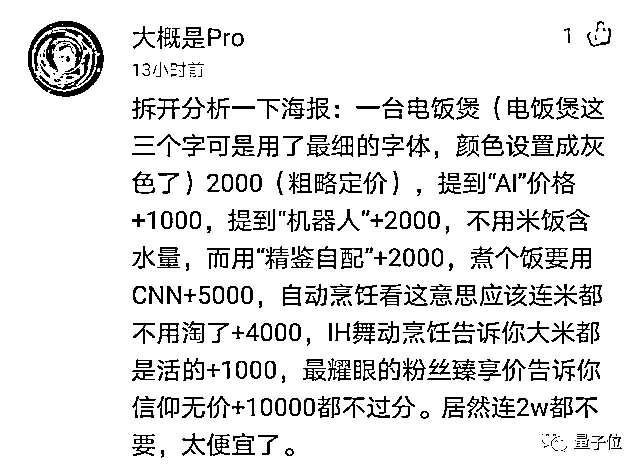 大概是Pro
1
13小时前
拆开分析一下海报：一台电饭煲（电饭煲这
三个字可是用了最细的字体，颜色设置成灰
色了）2000（粗略定价），提到“AI”价格
+1000，提到“机器人”+2000，不用米饭含
水量，而用“精鉴自配”+2000，煮个饭要用
CNN+5000，自动烹饪看这意思应该连米都
不用淘了+4000，IH舞动烹饪告诉你大米都
是活的+1000，最耀眼的粉丝臻享价告诉你
信仰无价+10000都不过分。居然连2w都不
要，太便宜了。
量子位